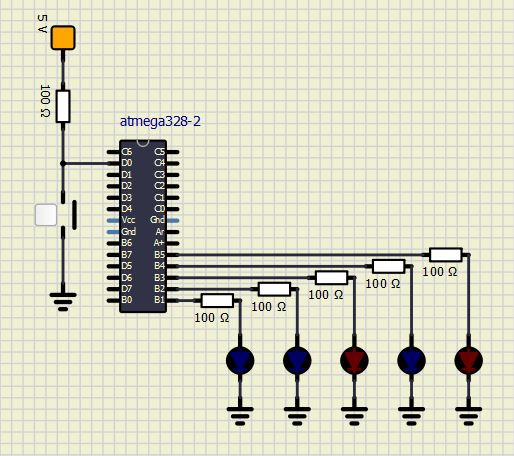 5 V
100 Ω
atmega328-2
C6 C5
D0 C4
D1 C3
D2 C2
D3 C1
D4 C0
Vcc Gnd
Gnd Ar
B6 A+
B7 B5
D5 B4
D6 B3
D7 B2
B0 B1
100 Ω
100 Ω
100 Ω
100 Ω
100 Ω